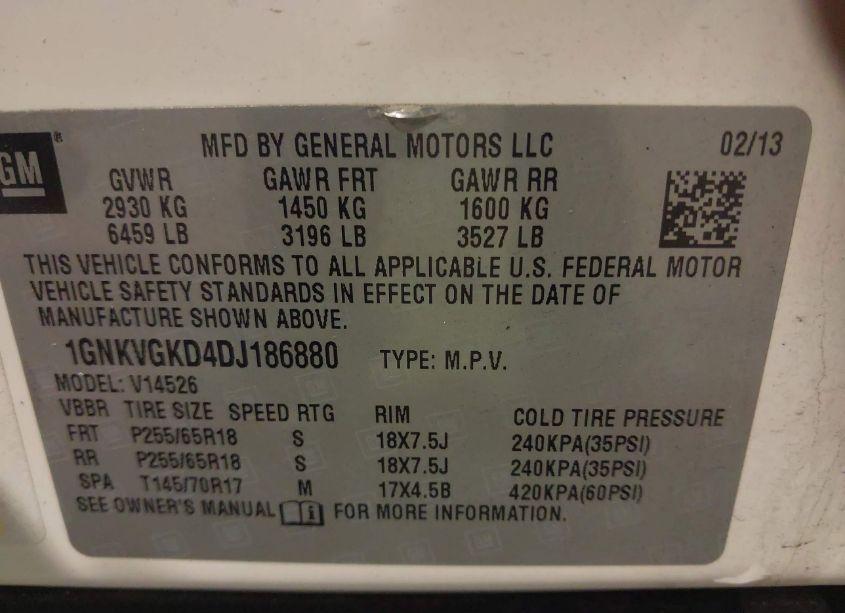 GM ®
MFD BY GENERAL MOTORS LLC 02/13
GVWR GAWR FRT GAWR RR
2930 KG 1450 KG 1600 KG
6459 LB 3196 LB 3527 LB
THIS VEHICLE CONFORMS TO ALL APPLICABLE U.S. FEDERAL MOTOR
VEHICLE SAFETY STANDARDS IN EFFECT ON THE DATE OF
MANUFACTURE SHOWN ABOVE.
1GNKVGKD4DJ186880 TYPE: M.P.V.
MODEL: V14526
VBBR TIRE SIZE SPEED RTG RIM COLD TIRE PRESSURE
FRT P255/65R18 S 18X7.5J 240KPA(35PSI)
RR P255/65R18 S 18X7.5J 240KPA(35PSI)
SPA T145/70R17 M 17X4.5B 420KPA(60PSI)
SEE OWNER'S MANUAL i FOR MORE INFORMATION.